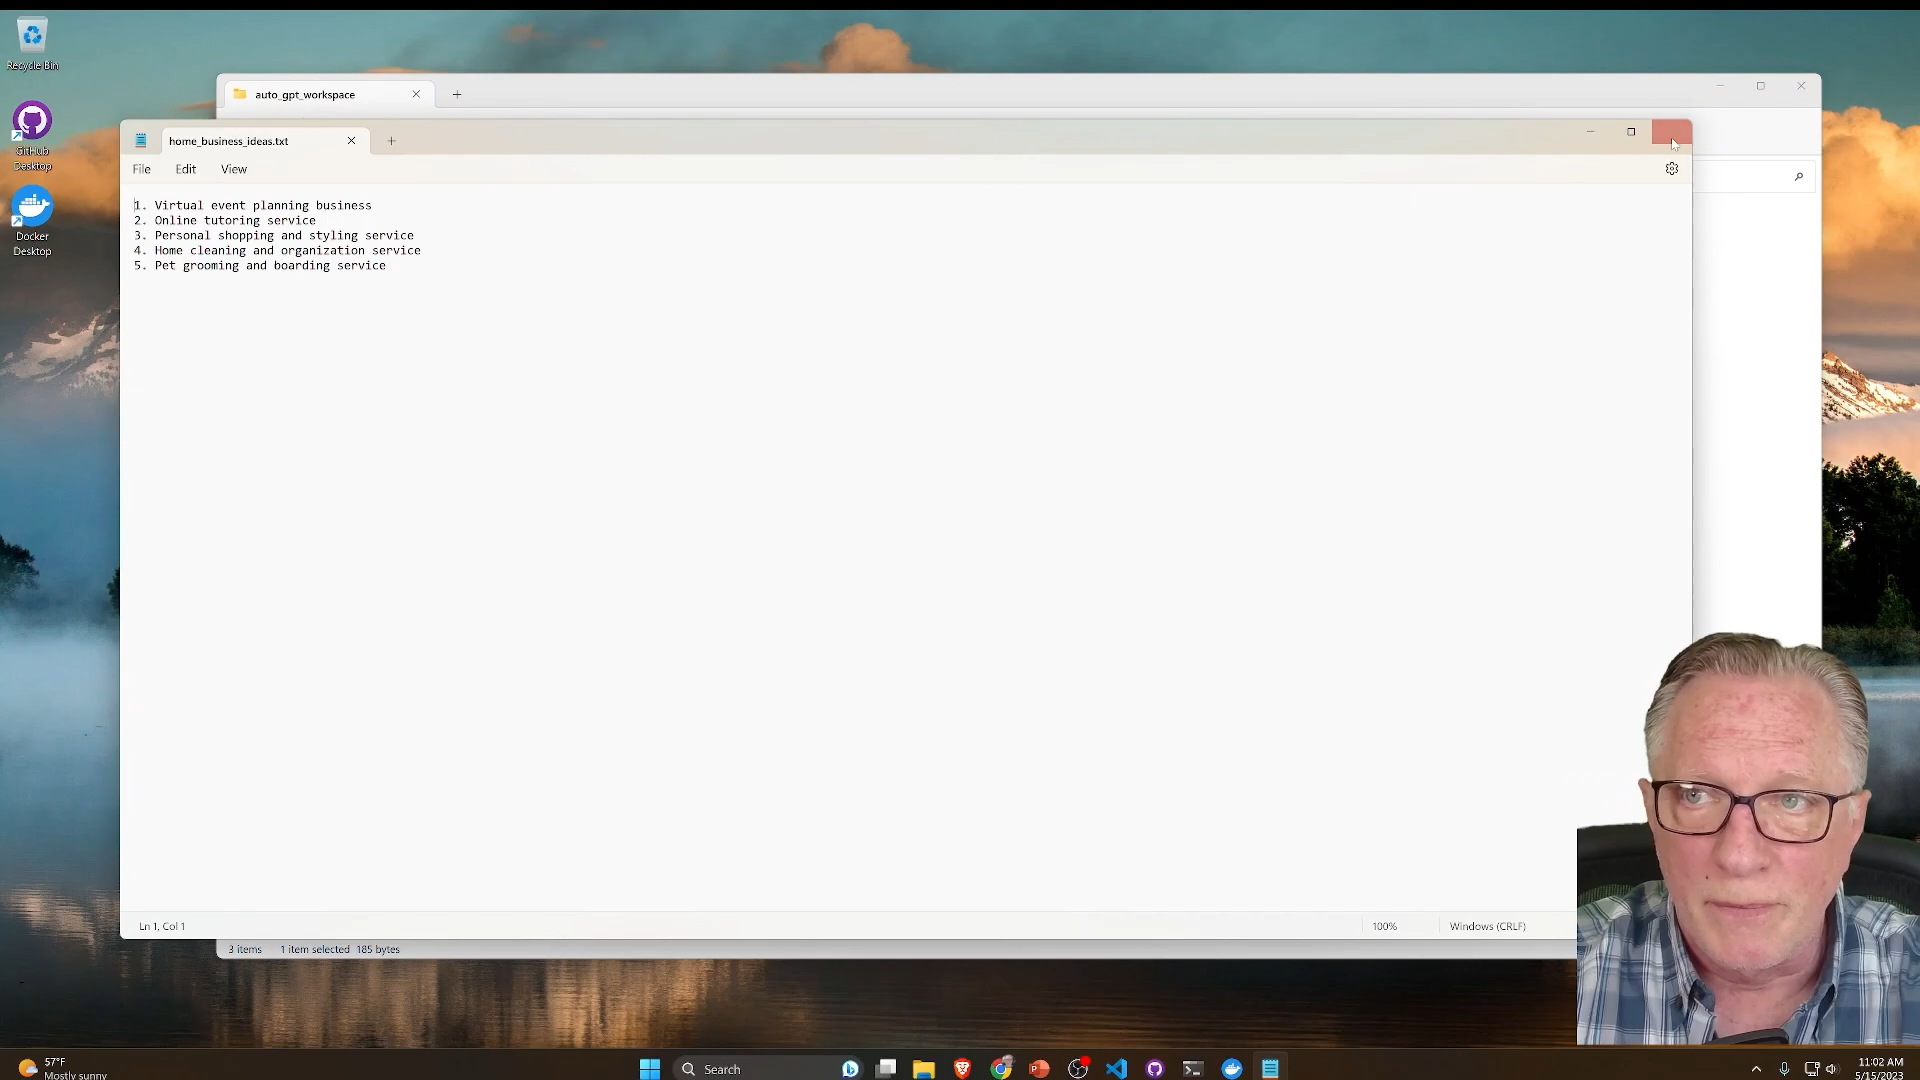 Recycle Bin
GitHub
Desktop
Docker
Desktop
auto_gpt_workspace
home_business_ideas.txt
File Edit View
1. Virtual event planning business
2. Online tutoring service
3. Personal shopping and styling service
4. Home cleaning and organization service
5. Pet grooming and boarding service
Ln 1, Col 1
100%
Windows (CRLF)
3 items 1 item selected 185 bytes
57°F
Mostly sunny
Search
11:02 AM
5/15/2023